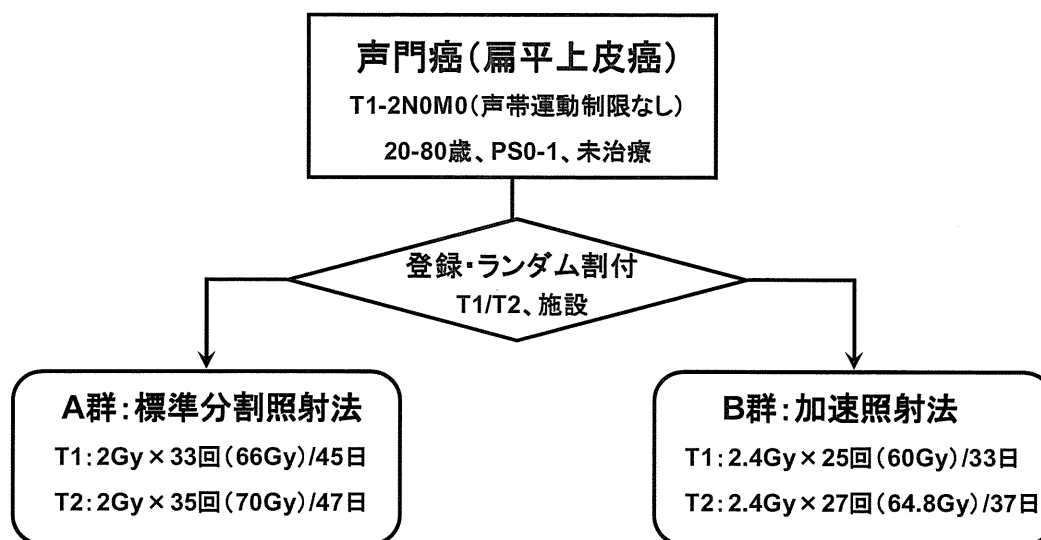 声門癌(扁平上皮癌)
T1-2N0M0(声帯運動制限なし)
20-80歳、PS0-1、未治療
登録・ランダム割付
T1/T2、施設
A群:標準分割照射法
T1:2Gy×33回(66Gy)/45日
T2:2Gy×35回(70Gy)/47日
B群:加速照射法
T1:2.4Gy×25回(60Gy)/33日
T2:2.4Gy×27回(64.8Gy)/37日